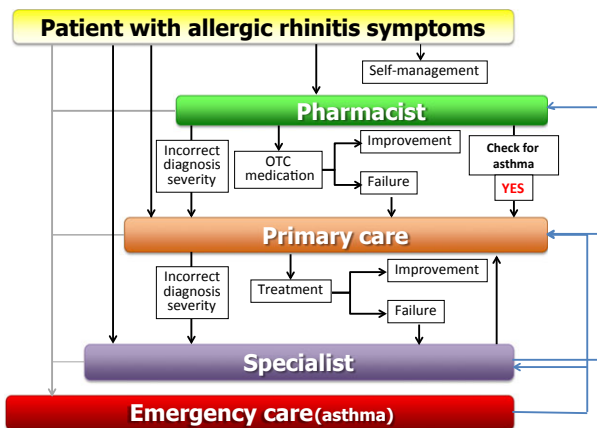 Patient with allergic rhinitis symptoms
Self-management
Pharmacist
Incorrect
diagnosis
severity
OTC
medication
Improvement
Failure
Check for
asthma
YES
Primary care
Incorrect
diagnosis
severity
Treatment
Improvement
Failure
Specialist
Emergency care(asthma)